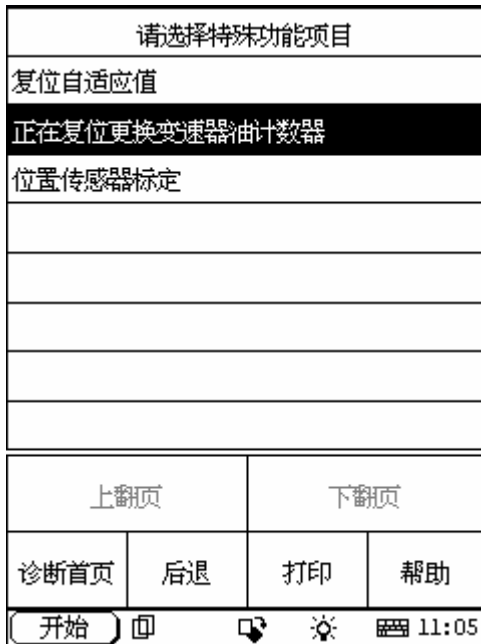 请选择特殊功能项目
复位自适应值
正在复位更换变速器油计数器
位置传感器标定
上翻页 下翻页
诊断首页 后退 打印 帮助
开始 11:05